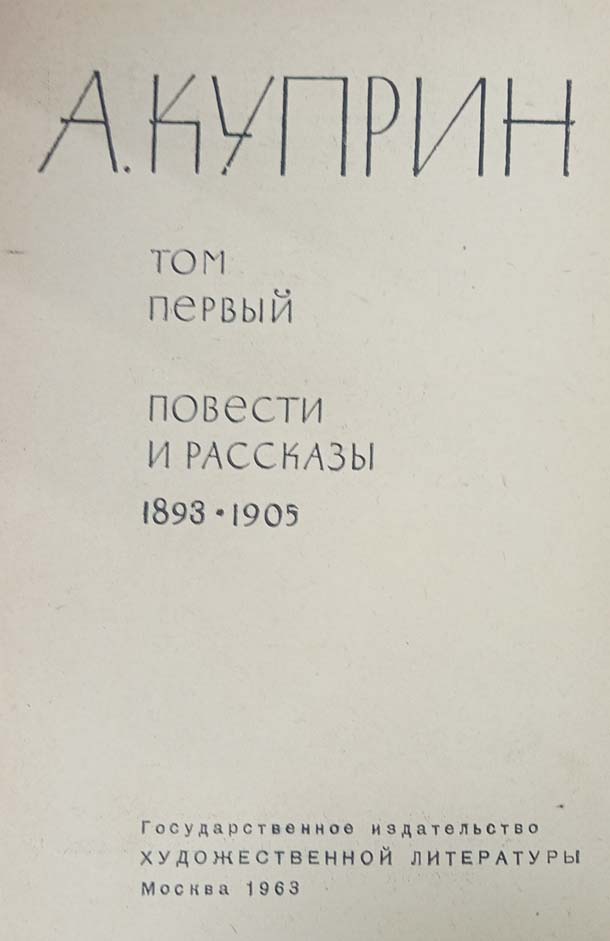 А. КУПРИН
ТОМ
ПЕРВЫЙ
ПОВЕСТИ
И РАССКАЗЫ
1893 • 1905
Государственное издательство
ХУДОЖЕСТВЕННОЙ ЛИТЕРАТУРЫ
Москва 1963